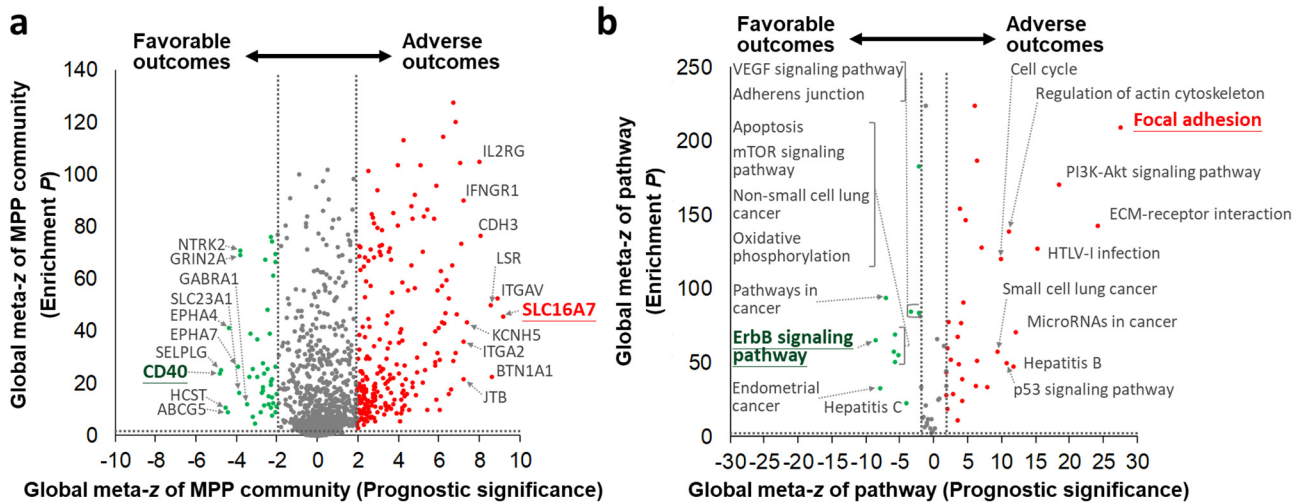 a
Favorable outcomes
Adverse outcomes
Global meta-z of MPP community
(Enrichment P)
140
120
100
80
60
40
20
0
-10
-8
-6
-4
-2
0
2
4
6
8
10
NTRK2
GRIN2A
GABRA1
SLC23A1
EPHA4
EPHA7
SELPLG
CD40
HCST
ABCG5
IL2RG
IFNGR1
CDH3
LSR
ITGAV
SLC16A7
KCNH5
ITGA2
BTN1A1
JTB
Global meta-z of MPP community (Prognostic significance)
b
Favorable outcomes
Adverse outcomes
Global meta-z of pathway
(Enrichment P)
250
200
150
100
50
0
-30
-25
-20
-15
-10
-5
0
5
10
15
20
25
30
VEGF signaling pathway
Adherens junction
Apoptosis
mTOR signaling
pathway
Non-small cell lung
cancer
Oxidative
phosphorylation
Pathways in
cancer
ErbB signaling
pathway
Endometrial
cancer
Hepatitis C
Cell cycle
Regulation of actin cytoskeleton
Focal adhesion
PI3K-Akt signaling pathway
ECM-receptor interaction
HTLV-I infection
Small cell lung cancer
MicroRNAs in cancer
Hepatitis B
p53 signaling pathway
Global meta-z of pathway (Prognostic significance)